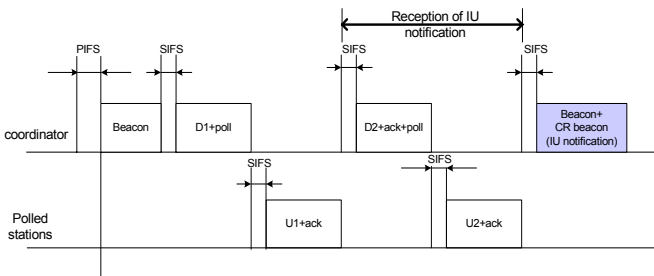 Reception of IU
notification
PIFS
SIFS
SIFS
SIFS
coordinator
Beacon
D1+poll
D2+ack+poll
Beacon+
CR beacon
(IU notification)
SIFS
SIFS
Polled
stations
U1+ack
U2+ack